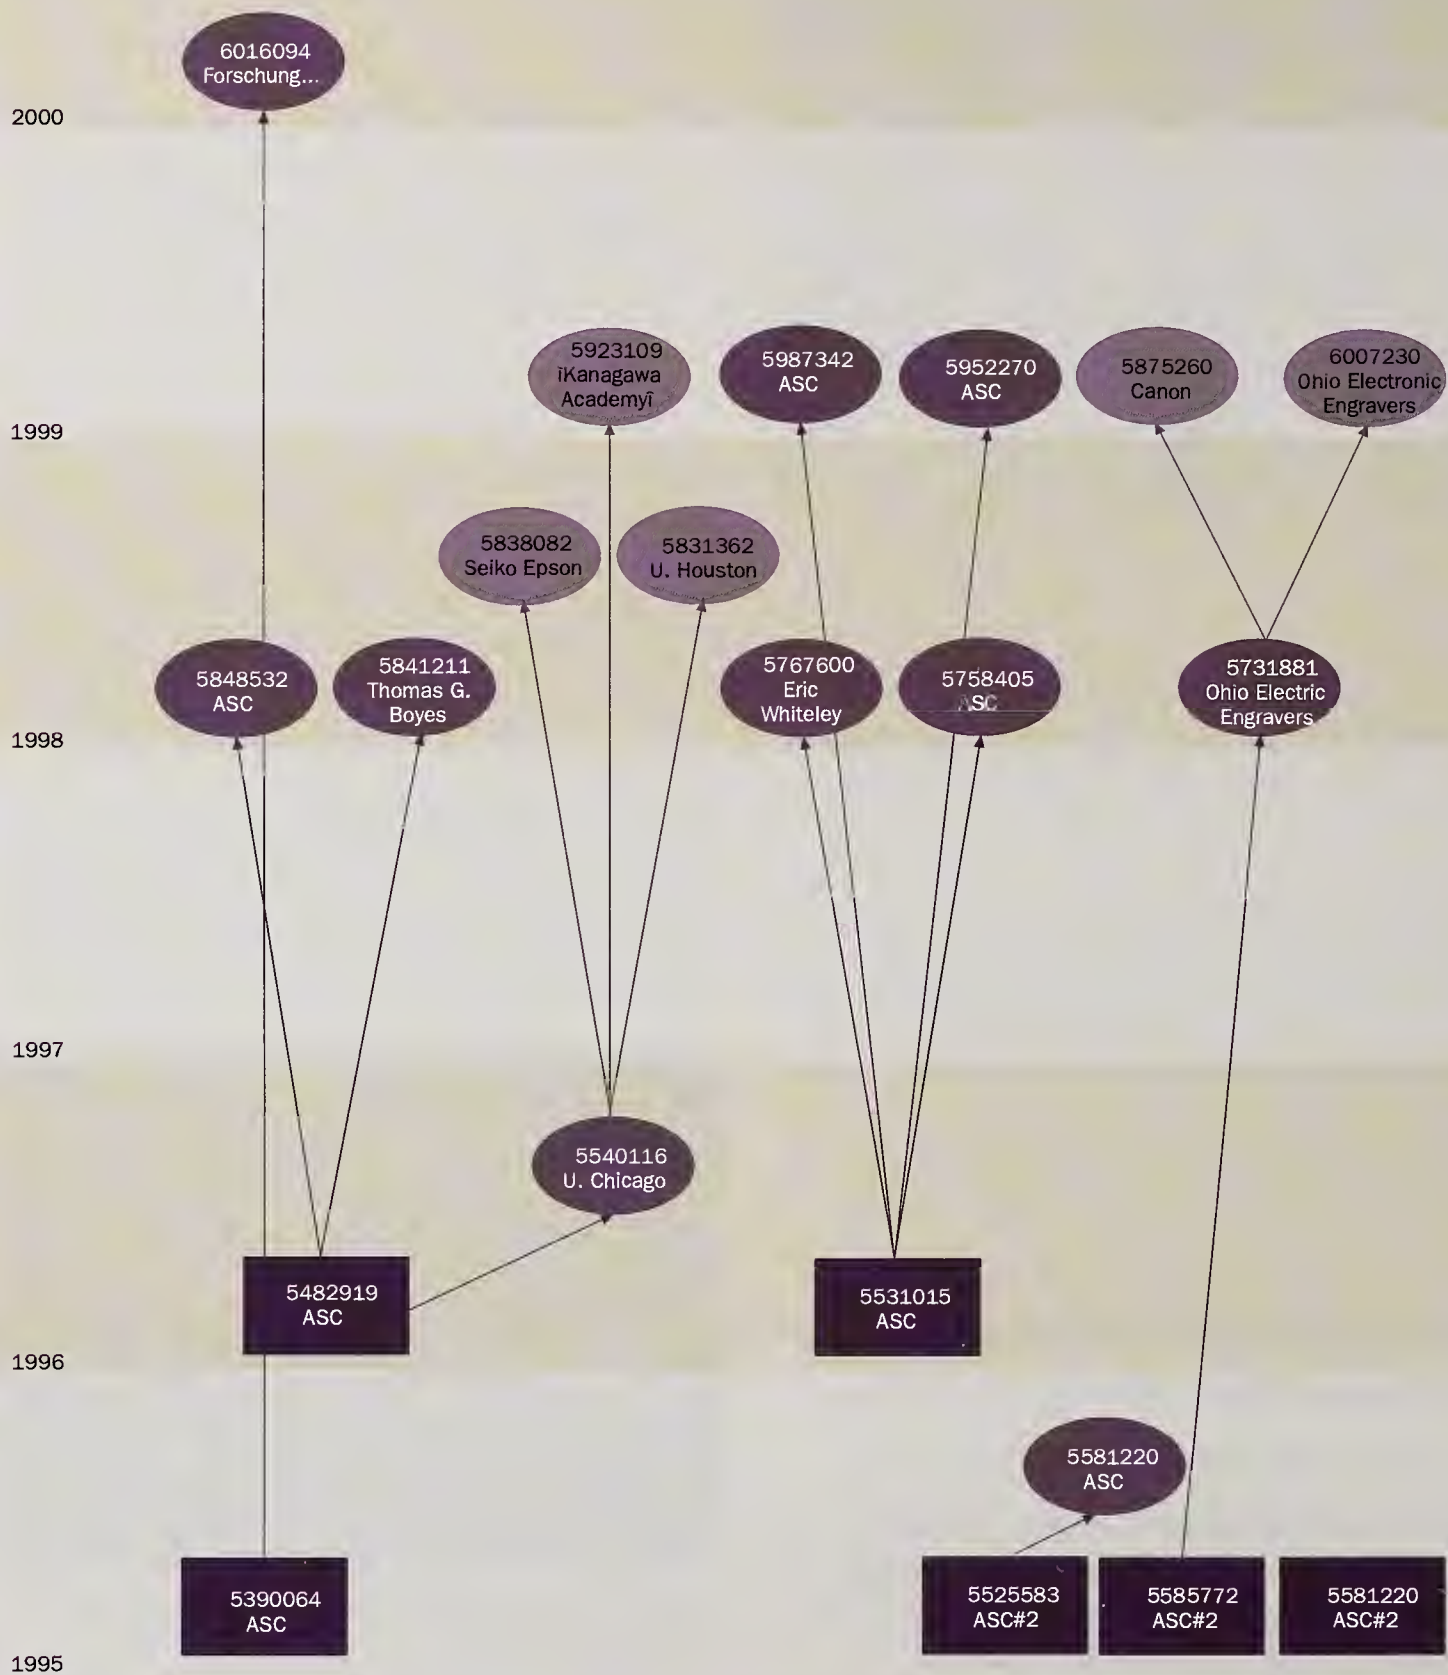 6016094
Forschung...
2000
5923109
ïKanagawa
Academyî
5987342
ASC
5952270
ASC
5875260
Canon
6007230
Ohio Electronic
Engravers
1999
5838082
Seiko Epson
5831362
U. Houston
5848532
ASC
5841211
Thomas G.
Boyes
5767600
Eric
Whiteley
5758405
ASC
5731881
Ohio Electric
Engravers
1998
1997
5540116
U. Chicago
5482919
ASC
5531015
ASC
1996
5581220
ASC
5390064
ASC
5525583
ASC#2
5585772
ASC#2
5581220
ASC#2
1995